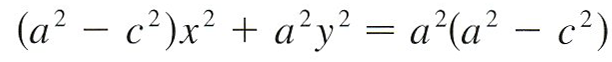 (a² − c²)x² + a²y² = a²(a² − c²)